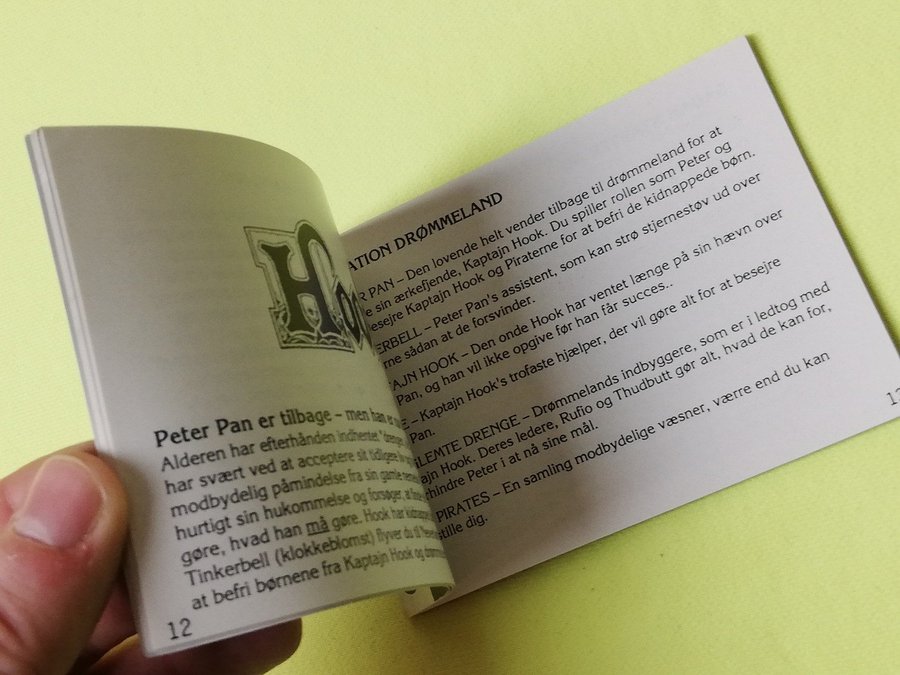 Hoo
Peter Pan er tilbage – men han er
Alderen har efterhånden indhentet "drengen
har svært ved at acceptere sit tidligere liv
modbydelig påmindelse fra sin gamle
hurtigt sin hukommelse og forsøger, at
gøre, hvad han må gøre. Hook har kidnappet
Tinkerbell (klokkeblomst) flyver du til
at befri børnene fra Kaptajn Hook og
12
ATION DRØMMELAND
R PAN – Den lovende helt vender tilbage til drømmeland for at
e sin ærkefjende, Kaptajn Hook. Du spiller rollen som Peter og
esejre Kaptajn Hook og Piraterne for at befri de kidnappede børn.
ERBELL – Peter Pan's assistent, som kan strø stjernestøv ud over
rne sådan at de forsvinder.
AJN HOOK – Den onde Hook har ventet længe på sin hævn over
Pan, og han vil ikke opgive før han får succes..
E – Kaptajn Hook's trofaste hjælper, der vil gøre alt for at besejre
Pan.
LEMTE DRENGE – Drømmelands indbyggere, som er i ledtog med
ajn Hook. Deres ledere, Rufio og Thudbutt gør alt, hvad de kan for,
rhindre Peter i at nå sine mål.
PIRATES – En samling modbydelige væsner, værre end du kan
stille dig.